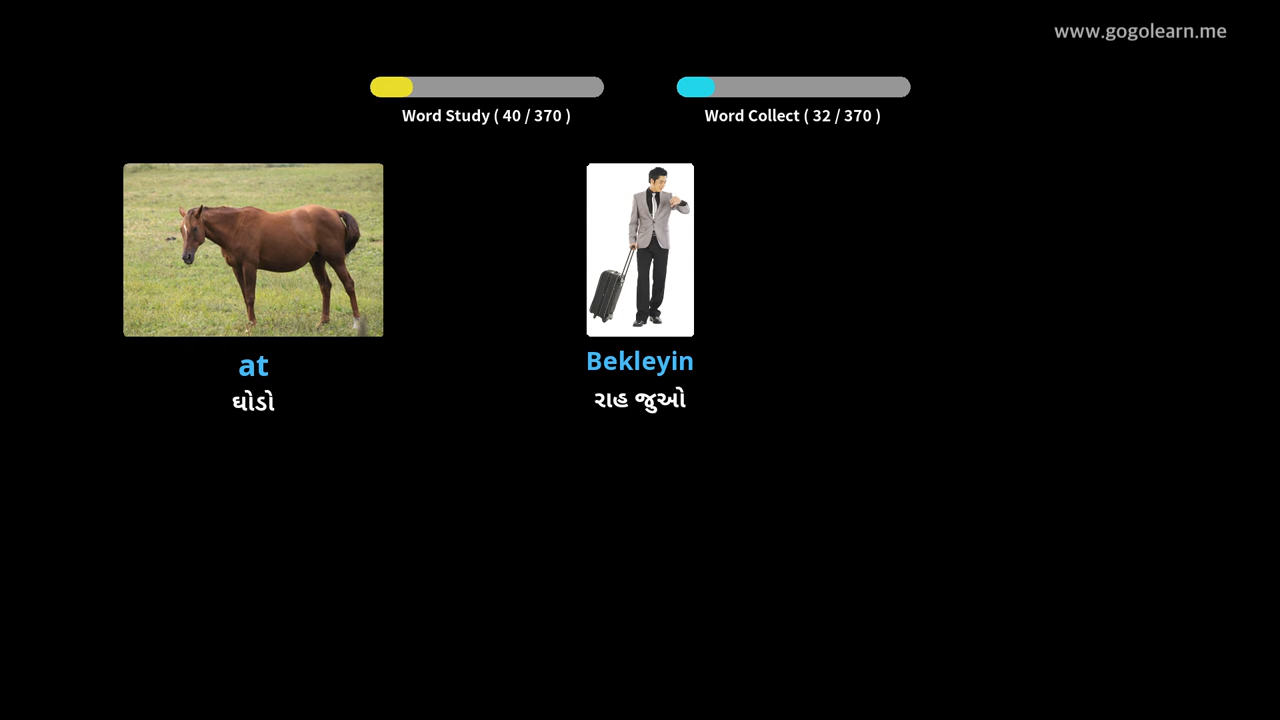 www.gogolearn.me
Word Study ( 40 / 370 )
Word Collect ( 32 / 370 )
at
ઘોડો
Bekleyin
રાહ જુઓ